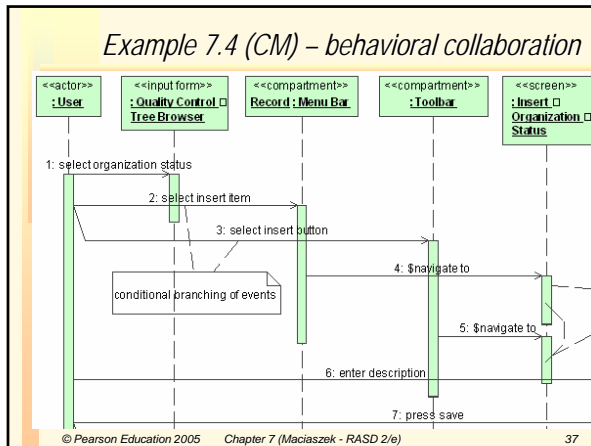 Example 7.4 (CM) – behavioral collaboration
<<actor>>
: User
<<input form>>
: Quality Control
Tree Browser
<<compartment>>
Record : Menu Bar
<<compartment>>
: Toolbar
<<screen>>
: Insert
Organization
Status
1: select organization status
2: select insert item
3: select insert button
4: $navigate to
conditional branching of events
5: $navigate to
6: enter description
7: press save
© Pearson Education 2005 Chapter 7 (Maciaszek - RASD 2/e) 37